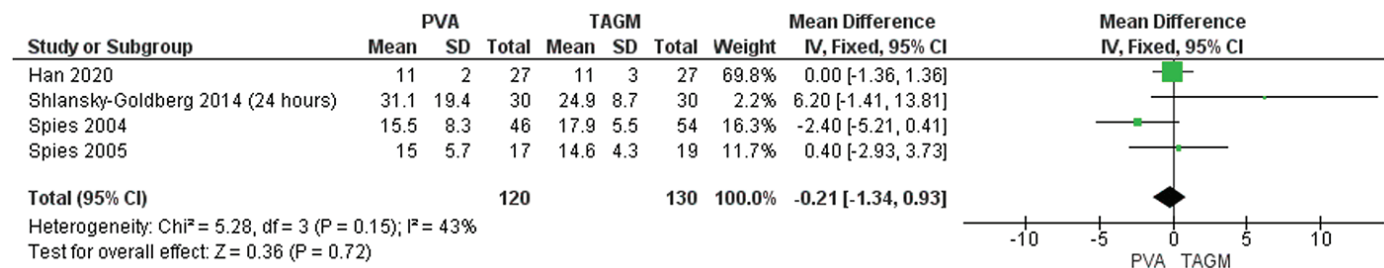 PVA TAGM Mean Difference Mean Difference
Study or Subgroup Mean SD Total Mean SD Total Weight IV, Fixed, 95% CI IV, Fixed, 95% CI
Han 2020 11 2 27 11 3 27 69.8% 0.00 [-1.36, 1.36]
Shlansky-Goldberg 2014 (24 hours) 31.1 19.4 30 24.9 8.7 30 2.2% 6.20 [-1.41, 13.81]
Spies 2004 15.5 8.3 46 17.9 5.5 54 16.3% -2.40 [-5.21, 0.41]
Spies 2005 15 5.7 17 14.6 4.3 19 11.7% 0.40 [-2.93, 3.73]
Total (95% CI) 120 130 100.0% -0.21 [-1.34, 0.93]
Heterogeneity: Chi² = 5.28, df = 3 (P = 0.15); I² = 43%
Test for overall effect: Z = 0.36 (P = 0.72)
-10 -5 0 5 10
PVA TAGM